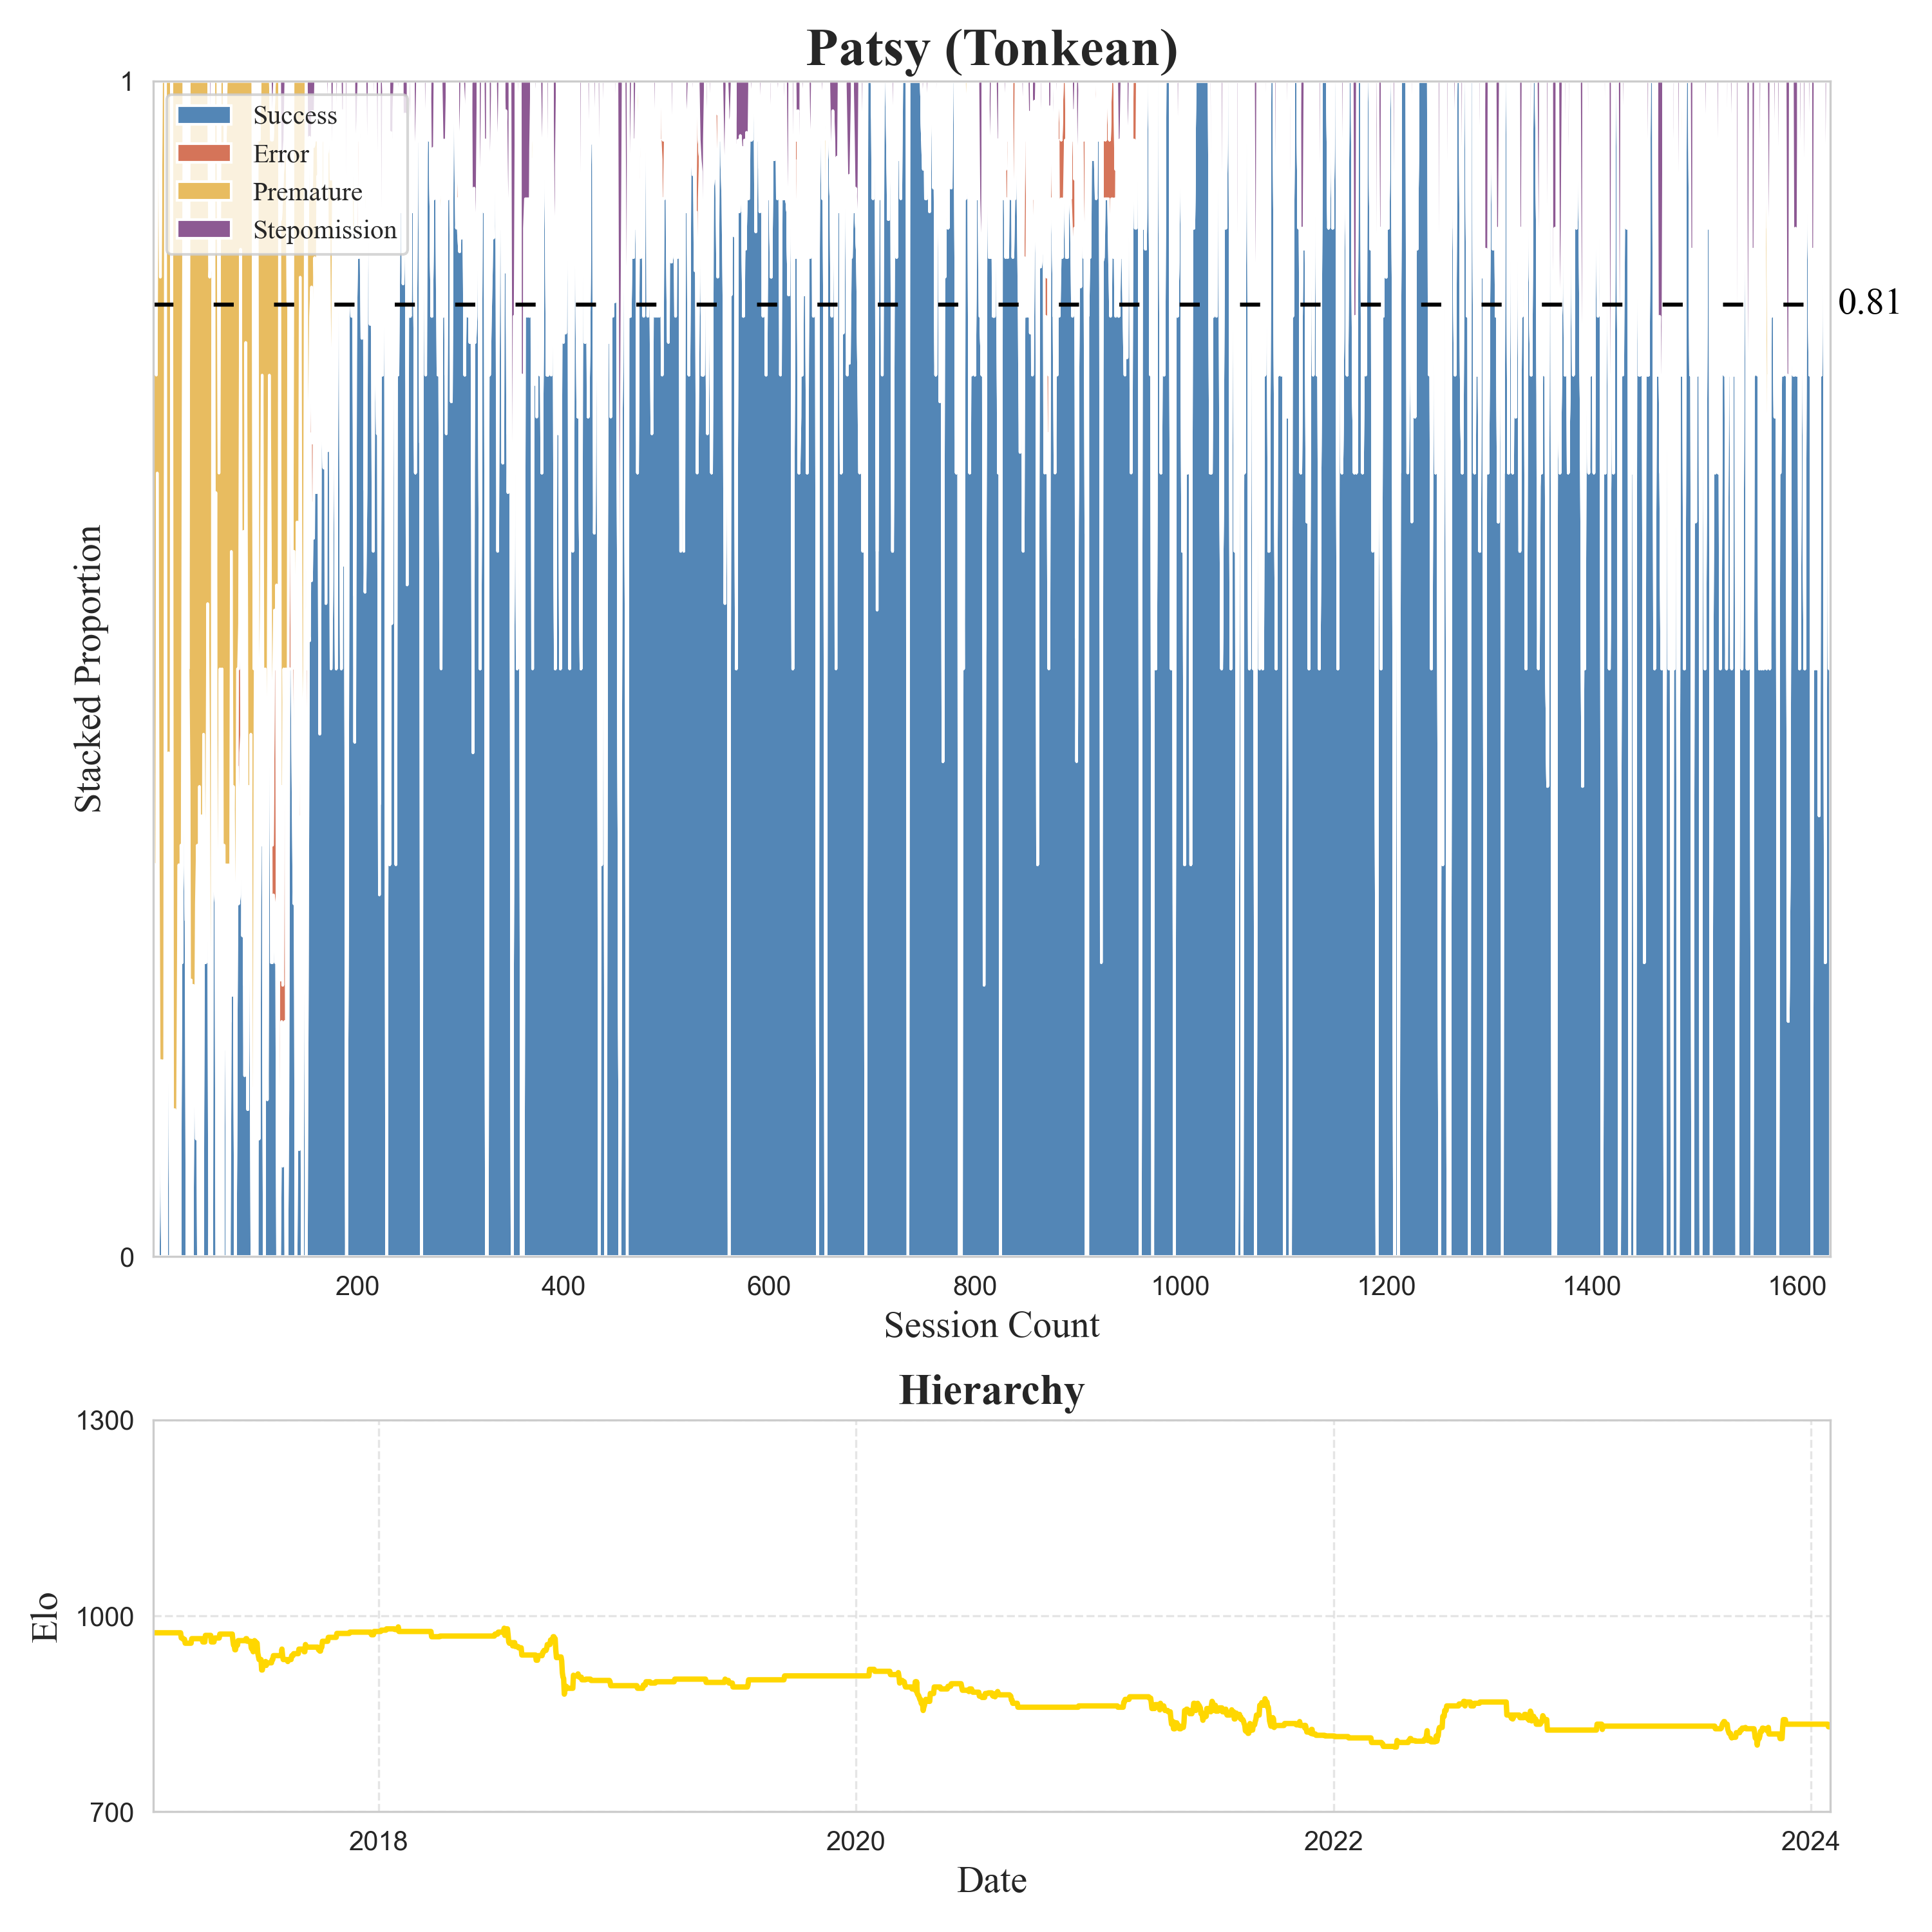 Patsy (Tonkean)
1
Success
Error
Premature
Stepomission
0.81
Stacked Proportion
0
200 400 600 800 1000 1200 1400 1600
Session Count
Hierarchy
1300
1000
700
Elo
2018 2020 2022 2024
Date